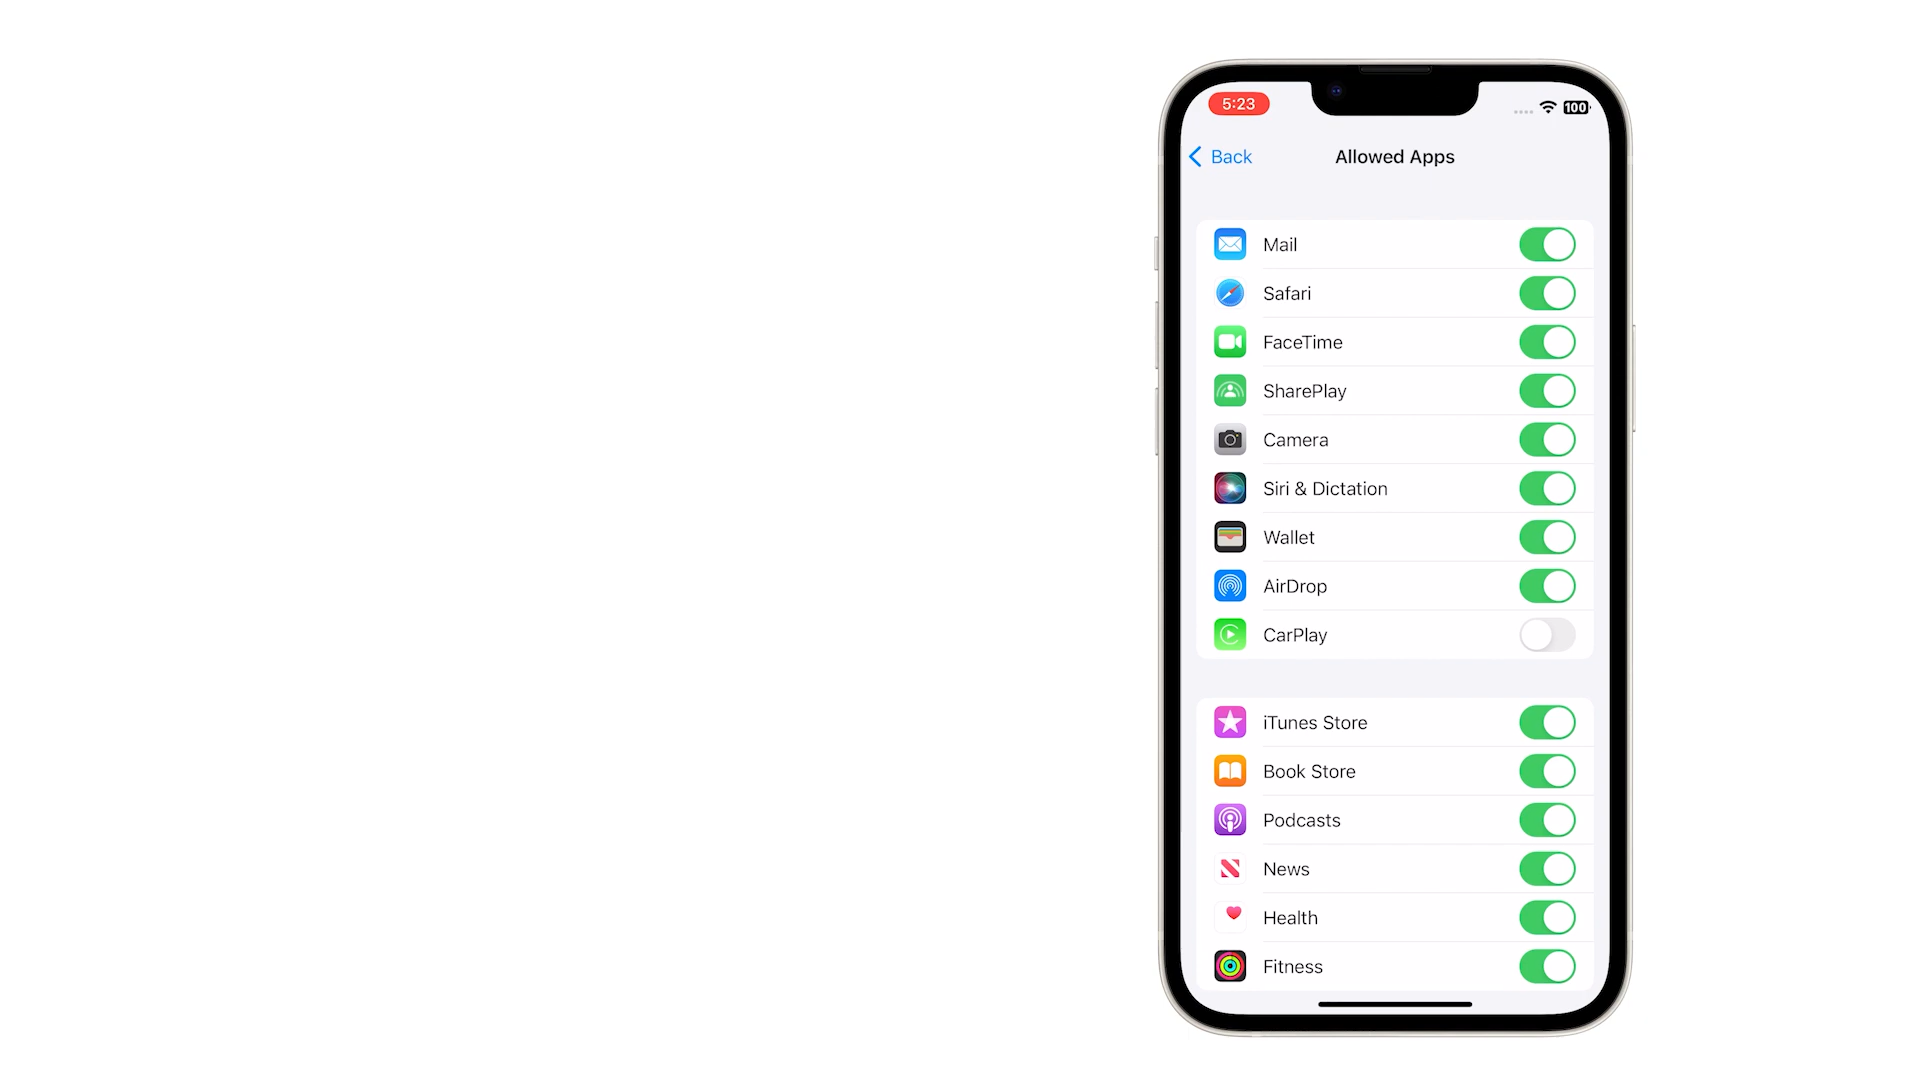 5:23
100
Back
Allowed Apps
Mail
Safari
FaceTime
SharePlay
Camera
Siri & Dictation
Wallet
AirDrop
CarPlay
iTunes Store
Book Store
Podcasts
News
Health
Fitness